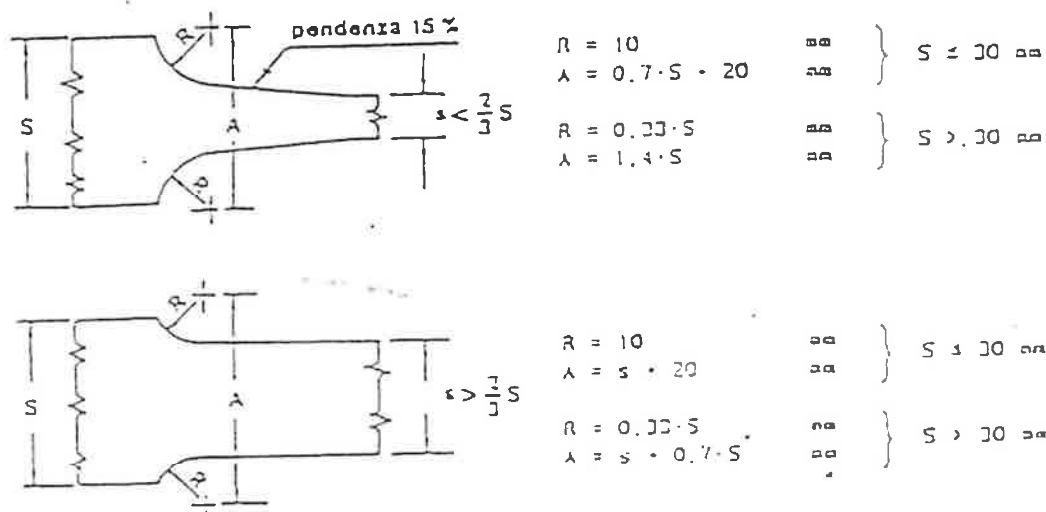 R
pendenza 15 %
S
A
s < 2/3 S
R
R = 10 mm
A = 0.7·S + 20 mm
S ≤ 30 mm
R = 0.33·S mm
A = 1.4·S mm
S > 30 mm
R
S
A
s > 2/3 S
R
R = 10 mm
A = s + 20 mm
S ≤ 30 mm
R = 0.33·S mm
A = s + 0.7·S mm
S > 30 mm